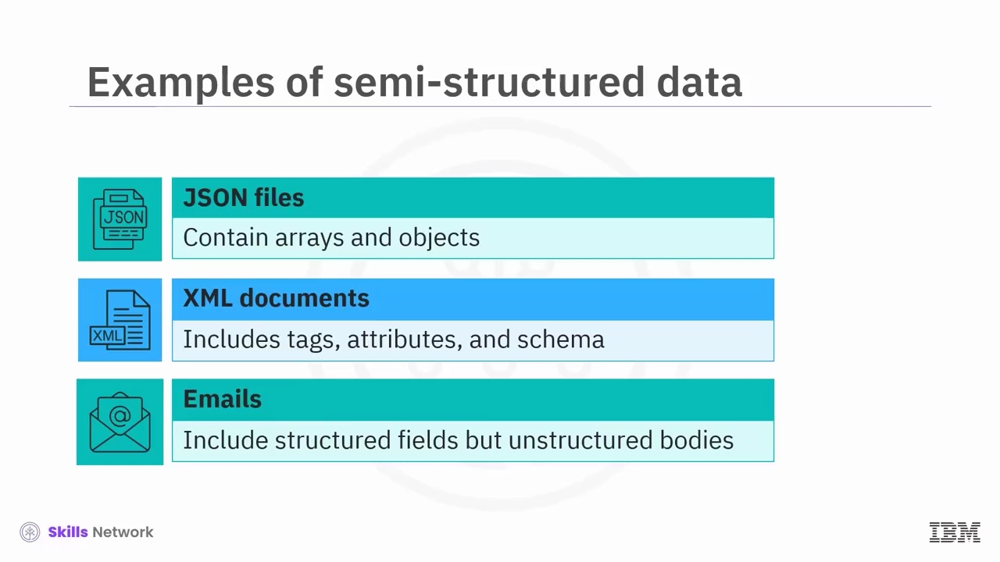 Examples of semi-structured data
JSON
JSON files
Contain arrays and objects
XML
XML documents
Includes tags, attributes, and schema
@
Emails
Include structured fields but unstructured bodies
Skills Network
IBM